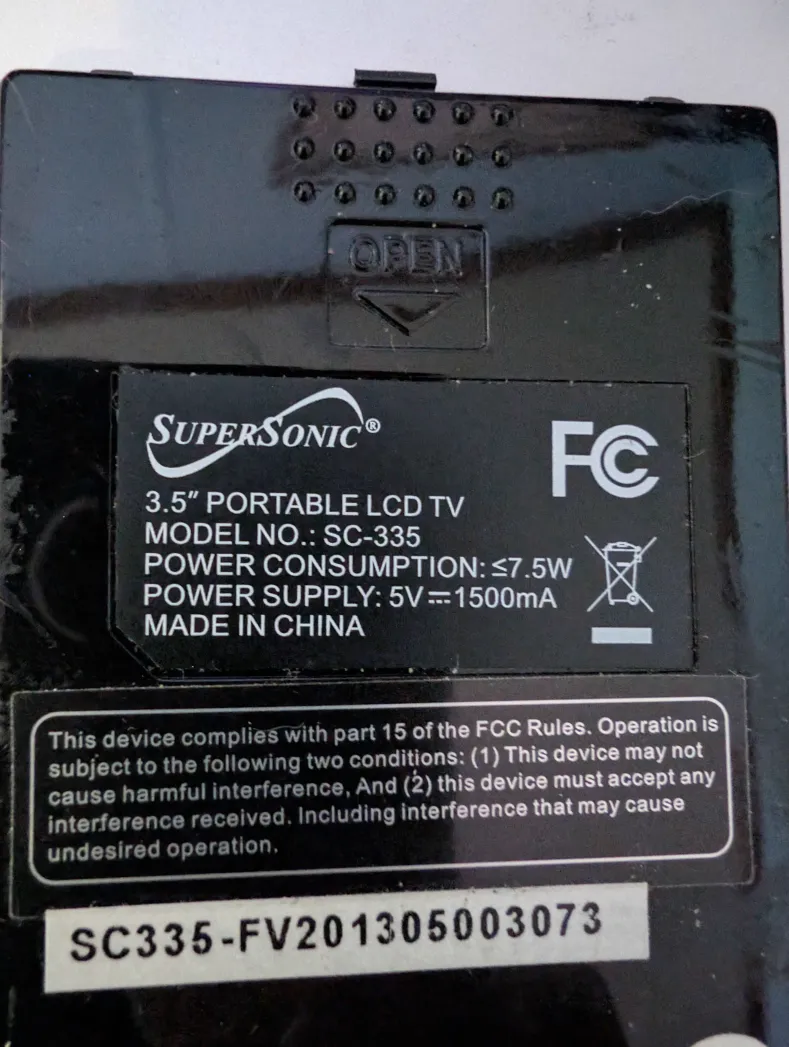 OPEN
SUPERSONIC®
FC
3.5" PORTABLE LCD TV
MODEL NO.: SC-335
POWER CONSUMPTION: ≤7.5W
POWER SUPPLY: 5V⎓1500mA
MADE IN CHINA
This device complies with part 15 of the FCC Rules. Operation is
subject to the following two conditions: (1) This device may not
cause harmful interference, And (2) this device must accept any
interference received. Including interference that may cause
undesired operation.
SC335-FV201305003073